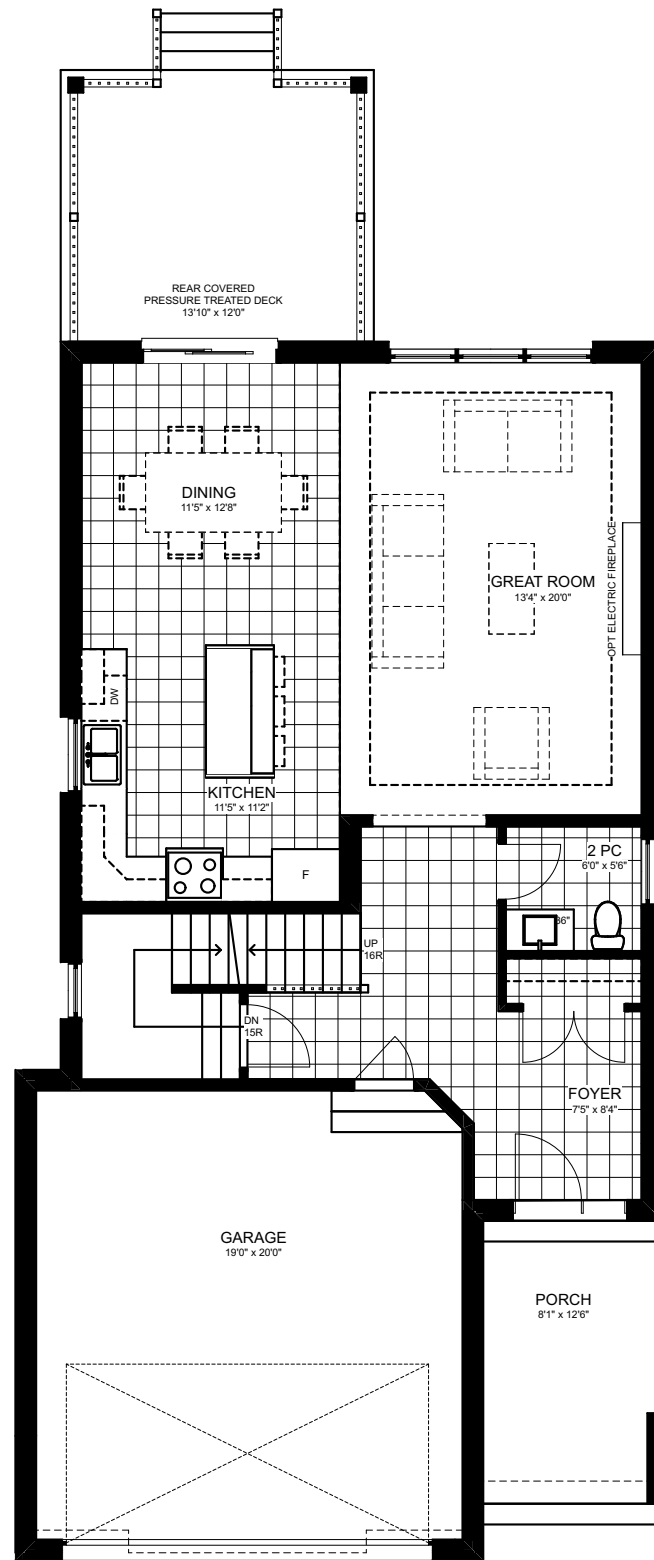 REAR COVERED
PRESSURE TREATED DECK
13'10" x 12'0"
DINING
11'5" x 12'8"
GREAT ROOM
13'4" x 20'0"
OPT ELECTRIC FIREPLACE
DW
KITCHEN
11'5" x 11'2"
F
2 PC
6'0" x 5'6"
36"
UP
16R
DN
15R
FOYER
7'5" x 8'4"
GARAGE
19'0" x 20'0"
PORCH
8'1" x 12'6"